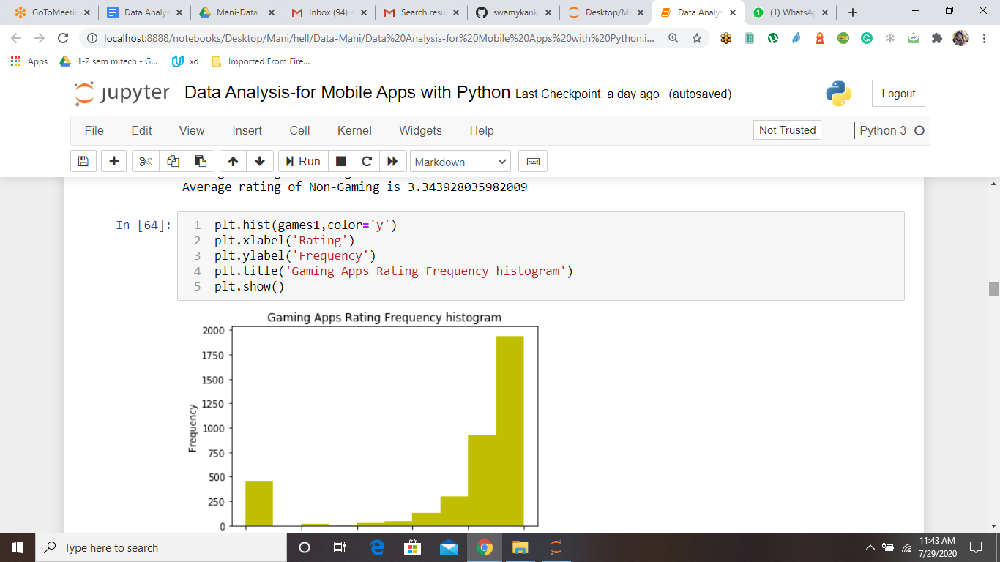 GoToMeetin
Data Analys
Mani-Data
Inbox (94) -
Search resu
swamykank
Desktop/Ma
Data Analys
(1) WhatsAp
localhost:8888/notebooks/Desktop/Mani/hell/Data-Mani/Data%20Analysis-for%20Mobile%20Apps%20with%20Python.i...
Apps
1-2 sem m.tech - G...
xd
Imported From Fire...
jupyter
Data Analysis-for Mobile Apps with Python Last Checkpoint: a day ago (autosaved)
Logout
File Edit View Insert Cell Kernel Widgets Help
Not Trusted
Python 3
Run
Markdown
Average rating of Non-Gaming is 3.343928035982009
In [64]:
1 plt.hist(games1,color='y')
2 plt.xlabel('Rating')
3 plt.ylabel('Frequency')
4 plt.title('Gaming Apps Rating Frequency histogram')
5 plt.show()
Gaming Apps Rating Frequency histogram
2000
1750
1500
1250
1000
750
500
250
0
Frequency
Type here to search
11:43 AM
7/29/2020